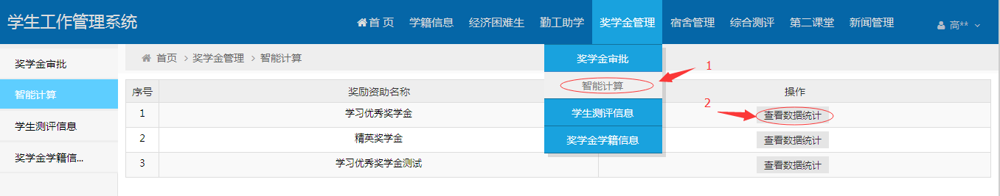 学生工作管理系统
首 页 学籍信息 经济困难生 勤工助学 奖学金管理 宿舍管理 综合测评 第二课堂 新闻管理 高**
奖学金审批
智能计算
学生测评信息
奖学金学籍信...
首页 > 奖学金管理 > 智能计算
奖学金审批
智能计算
学生测评信息
奖学金学籍信息
1
2
序号 奖励资助名称 操作
1 学习优秀奖学金 查看数据统计
2 精英奖学金 查看数据统计
3 学习优秀奖学金测试 查看数据统计